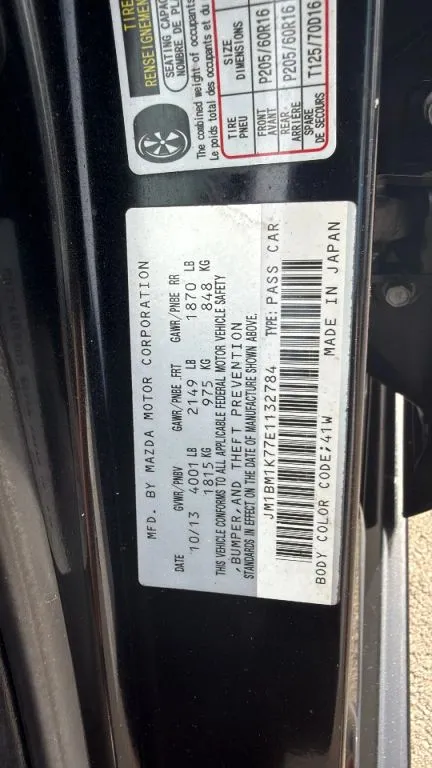 TIRE
RENSEIGNEMENT
SEATING CAPAC
NOMBRE DE PLA
The combined weight of occupants
Le poids total des occupants et du
TIRE
PNEU
SIZE
DIMENSIONS
FRONT
AVANT
P205/60R16
REAR
ARRIÈRE
P205/60R16
SPARE
DE SECOURS
T125/70D16
MFD. BY MAZDA MOTOR CORPORATION
DATE GVWR/PNBV GAWR/PNBE FRT GAWR/PNBE RR
10/13 4001 LB 2149 LB 1870 LB
1815 KG 975 KG 848 KG
THIS VEHICLE CONFORMS TO ALL APPLICABLE FEDERAL MOTOR VEHICLE SAFETY
,BUMPER,AND THEFT PREVENTION
STANDARDS IN EFFECT ON THE DATE OF MANUFACTURE SHOWN ABOVE.
JM1BM1K77E1132784 TYPE: PASS CAR
BODY COLOR CODE;41W MADE IN JAPAN